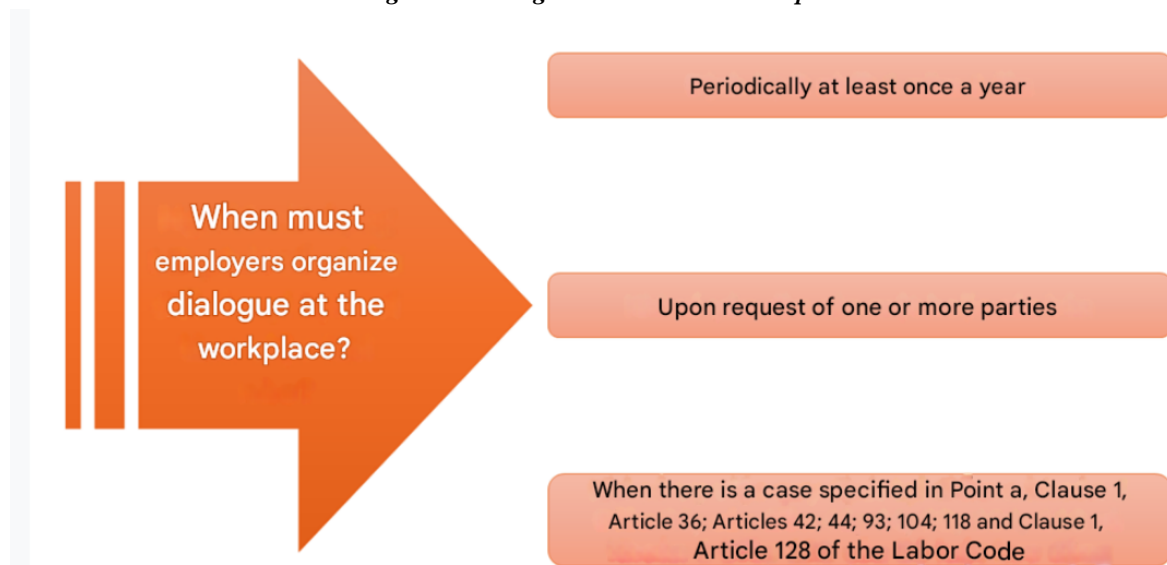 When must
employers organize
dialogue at the
workplace?
Periodically at least once a year
Upon request of one or more parties
When there is a case specified in Point a, Clause 1,
Article 36; Articles 42; 44; 93; 104; 118 and Clause 1,
Article 128 of the Labor Code